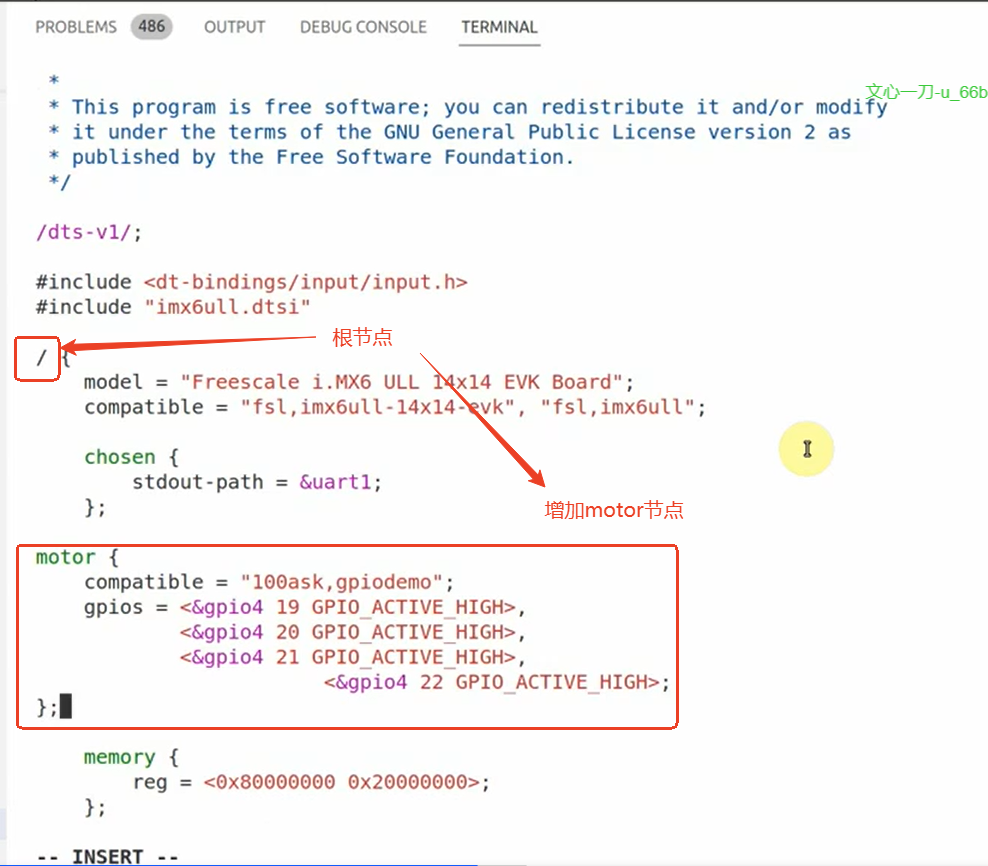 PROBLEMS 486 OUTPUT DEBUG CONSOLE TERMINAL
*
文心一刀-u_66b
* This program is free software; you can redistribute it and/or modify
* it under the terms of the GNU General Public License version 2 as
* published by the Free Software Foundation.
*/
/dts-v1/;
#include <dt-bindings/input/input.h>
#include "imx6ull.dtsi"
根节点
/ {
model = "Freescale i.MX6 ULL 14x14 EVK Board";
compatible = "fsl,imx6ull-14x14-evk", "fsl,imx6ull";
chosen {
stdout-path = &uart1;
};
增加motor节点
motor {
compatible = "100ask,gpiodemo";
gpios = <&gpio4 19 GPIO_ACTIVE_HIGH>,
<&gpio4 20 GPIO_ACTIVE_HIGH>,
<&gpio4 21 GPIO_ACTIVE_HIGH>,
<&gpio4 22 GPIO_ACTIVE_HIGH>;
};
memory {
reg = <0x80000000 0x20000000>;
};
-- INSERT --